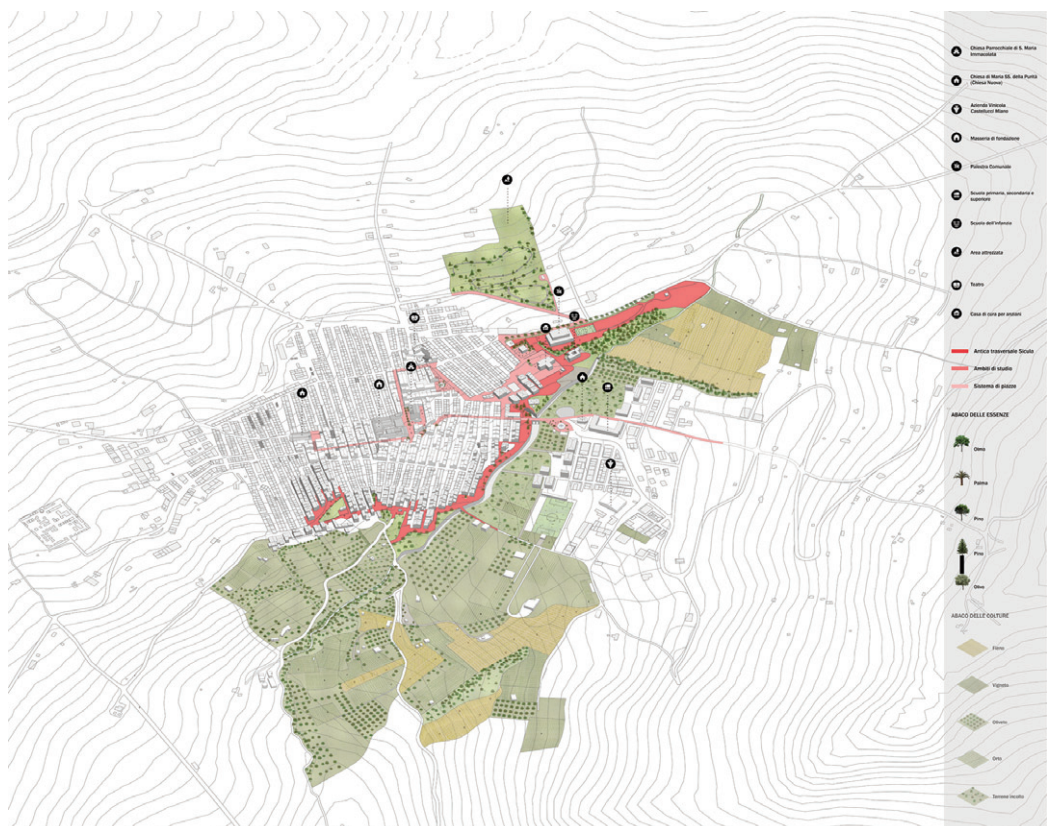 Chiesa Parrocchiale di S. Maria
Immacolata
Chiesa di Maria SS. della Punta
(Chiesa Nuova)
Azienda Vinicola
Castellucci Miano
Masseria di fondazione
Palestra Comunale
Scuola primaria, secondaria e
superiore
Scuola dell'infanzia
Area attrezzata
Teatro
Casa di cura per anziani
Antica trasversale Sicula
Ambiti di studio
Sistema di piazze
ABACO DELLE ESSENZE
Olmo
Palma
Pino
Pino
Olivo
ABACO DELLE COLTURE
Fieno
Vigneto
Oliveto
Orto
Terreno incolto